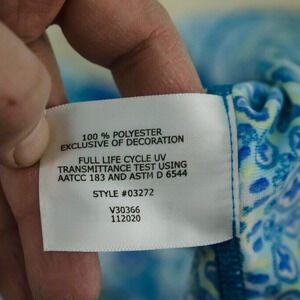 100 % POLYESTER
EXCLUSIVE OF DECORATION
FULL LIFE CYCLE UV
TRANSMITTANCE TEST USING
AATCC 183 AND ASTM D 6544
STYLE #03272
V30366
112020